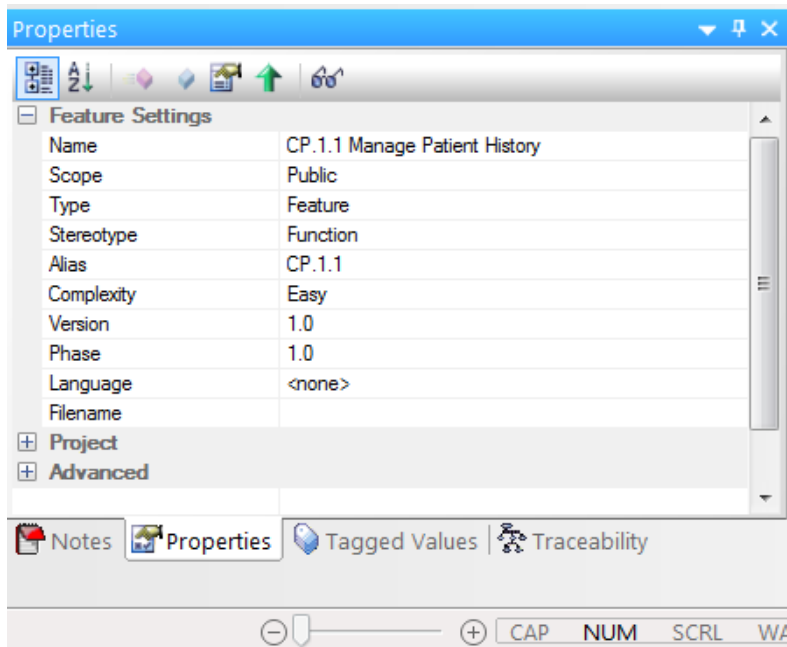 Properties
Feature Settings
Name CP.1.1 Manage Patient History
Scope Public
Type Feature
Stereotype Function
Alias CP.1.1
Complexity Easy
Version 1.0
Phase 1.0
Language <none>
Filename
Project
Advanced
Notes Properties Tagged Values Traceability
CAP NUM SCRL WA